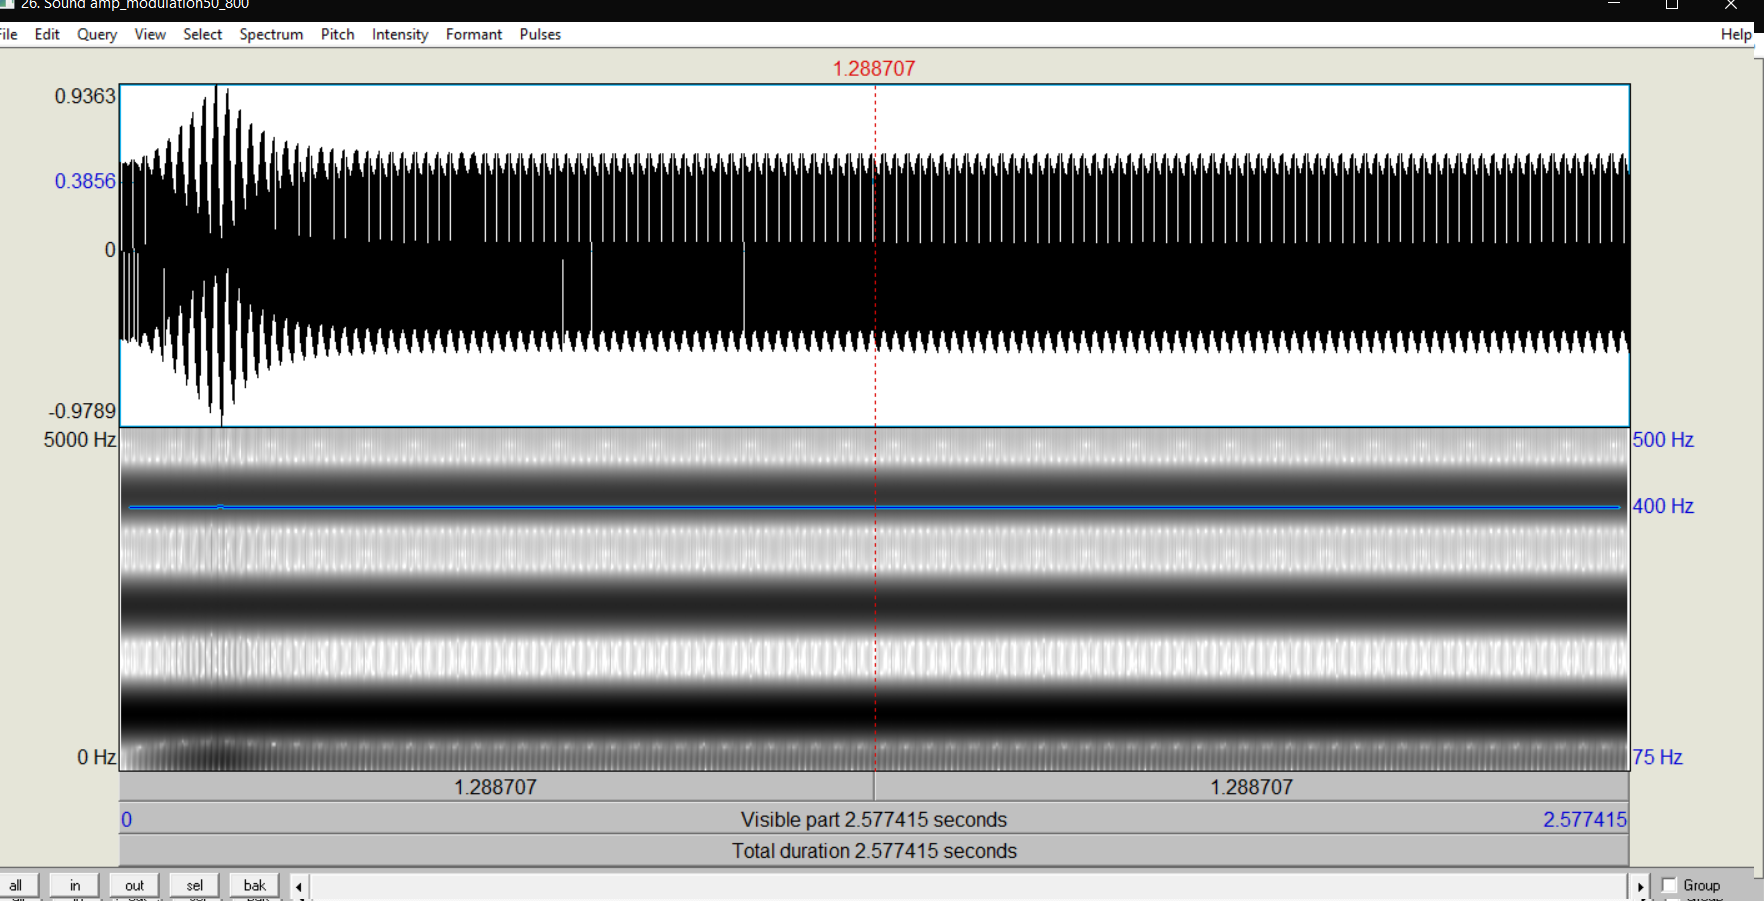 26. Sound amp_modulation50_800
File Edit Query View Select Spectrum Pitch Intensity Formant Pulses Help
1.288707
0.9363
0.3856
0
-0.9789
5000 Hz 500 Hz
400 Hz
0 Hz 75 Hz
1.288707 1.288707
0 Visible part 2.577415 seconds 2.577415
Total duration 2.577415 seconds
all in out sel bak Group